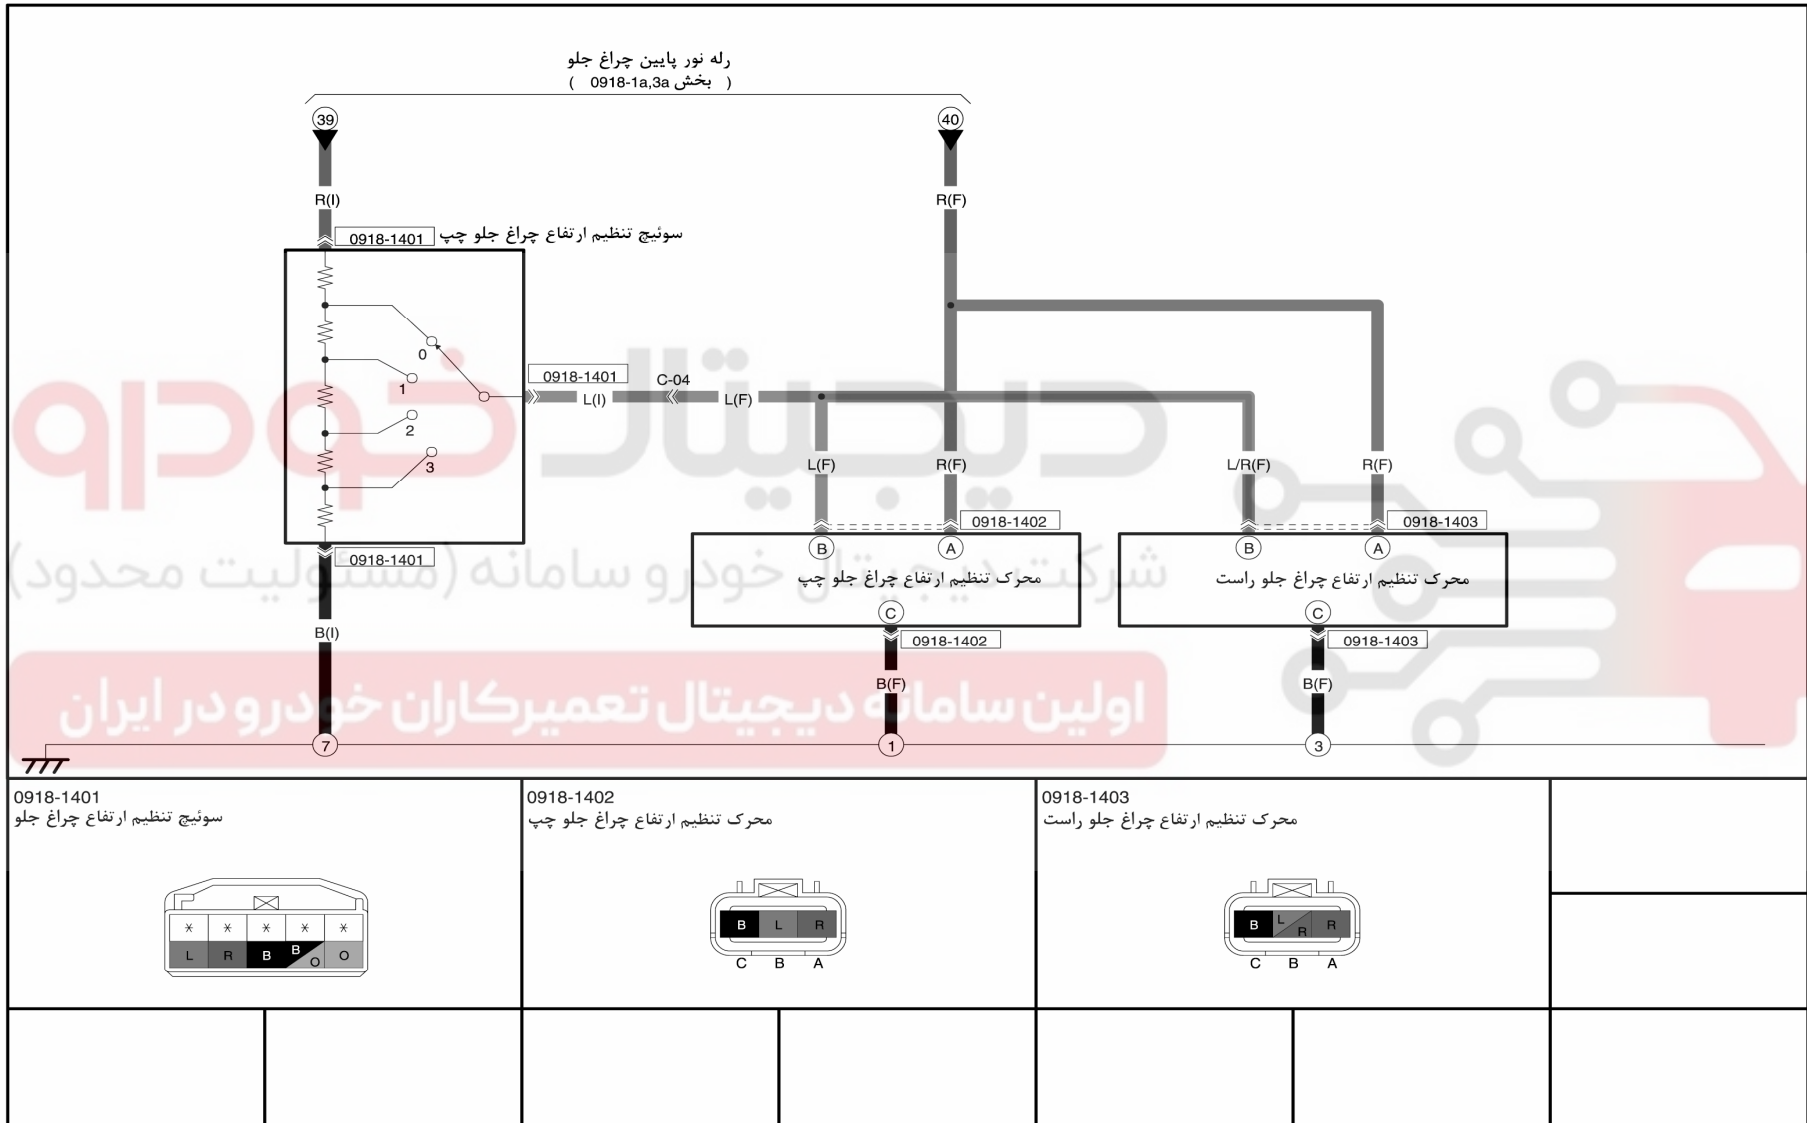 رله نور پایین چراغ جلو
( بخش 0918-1a,3a )
39
40
R(I)
R(F)
0918-1401
سوئیچ تنظیم ارتفاع چراغ جلو چپ
0
1
2
3
0918-1401
L(I)
C-04
L(F)
L(F)
R(F)
L/R(F)
R(F)
0918-1402
0918-1403
B
A
B
A
محرک تنظیم ارتفاع چراغ جلو چپ
محرک تنظیم ارتفاع چراغ جلو راست
C
C
0918-1401
0918-1402
0918-1403
B(I)
B(F)
B(F)
7
1
3
دیجیتال خودرو
شرکت دیجیتال خودرو سامانه (مسئولیت محدود)
اولین سامانه دیجیتال تعمیرکاران خودرو در ایران
0918-1401
سوئیچ تنظیم ارتفاع چراغ جلو
* * * * *
L R B B O O
0918-1402
محرک تنظیم ارتفاع چراغ جلو چپ
B L R
C B A
0918-1403
محرک تنظیم ارتفاع چراغ جلو راست
B L R R
C B A